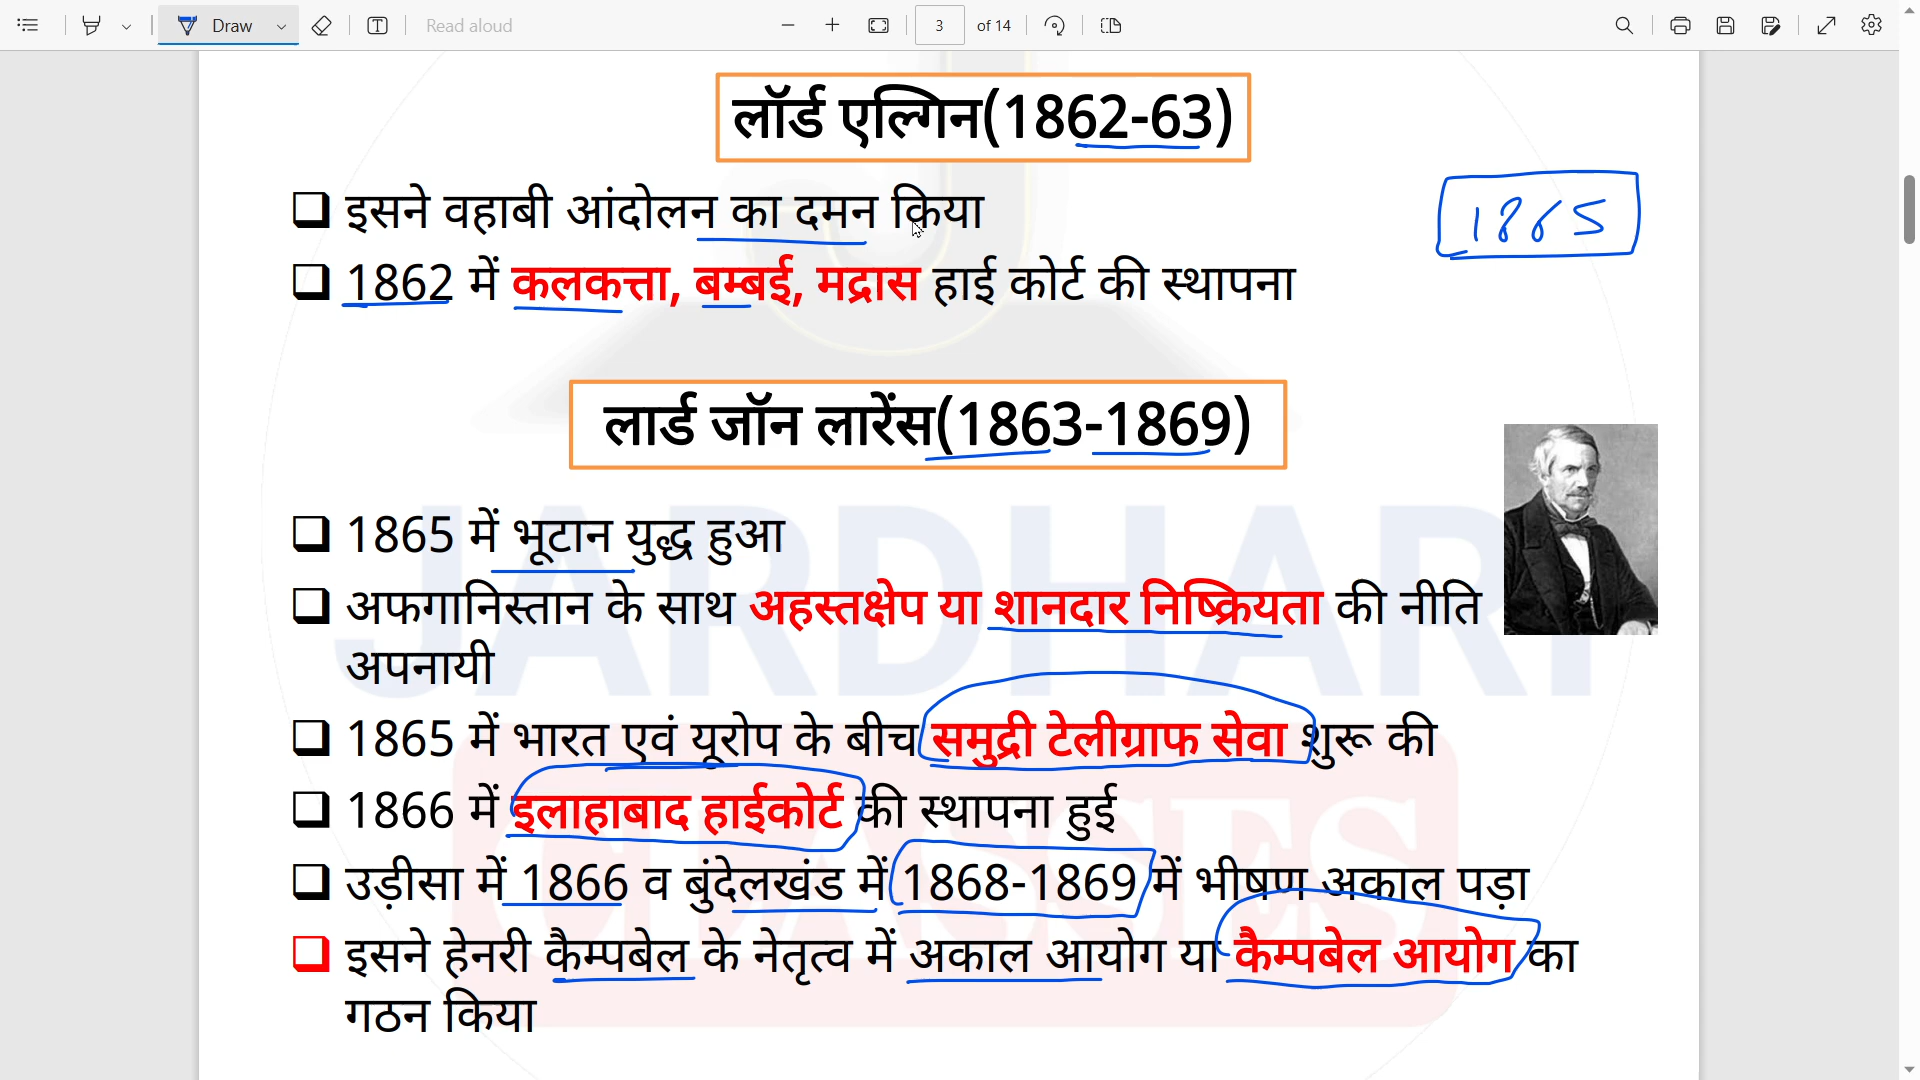 Draw
Read aloud
3 of 14
लॉर्ड एल्गिन(1862-63)
❑ इसने वहाबी आंदोलन का दमन किया
1865
❑ 1862 में कलकत्ता, बम्बई, मद्रास हाई कोर्ट की स्थापना
लार्ड जॉन लारेंस(1863-1869)
❑ 1865 में भूटान युद्ध हुआ
❑ अफगानिस्तान के साथ अहस्तक्षेप या शानदार निष्क्रियता की नीति
अपनायी
❑ 1865 में भारत एवं यूरोप के बीच समुद्री टेलीग्राफ सेवा शुरू की
❑ 1866 में इलाहाबाद हाईकोर्ट की स्थापना हुई
❑ उड़ीसा में 1866 व बुंदेलखंड में 1868-1869 में भीषण अकाल पड़ा
❑ इसने हेनरी कैम्पबेल के नेतृत्व में अकाल आयोग या कैम्पबेल आयोग का
गठन किया
JARDHARI
CLASSES